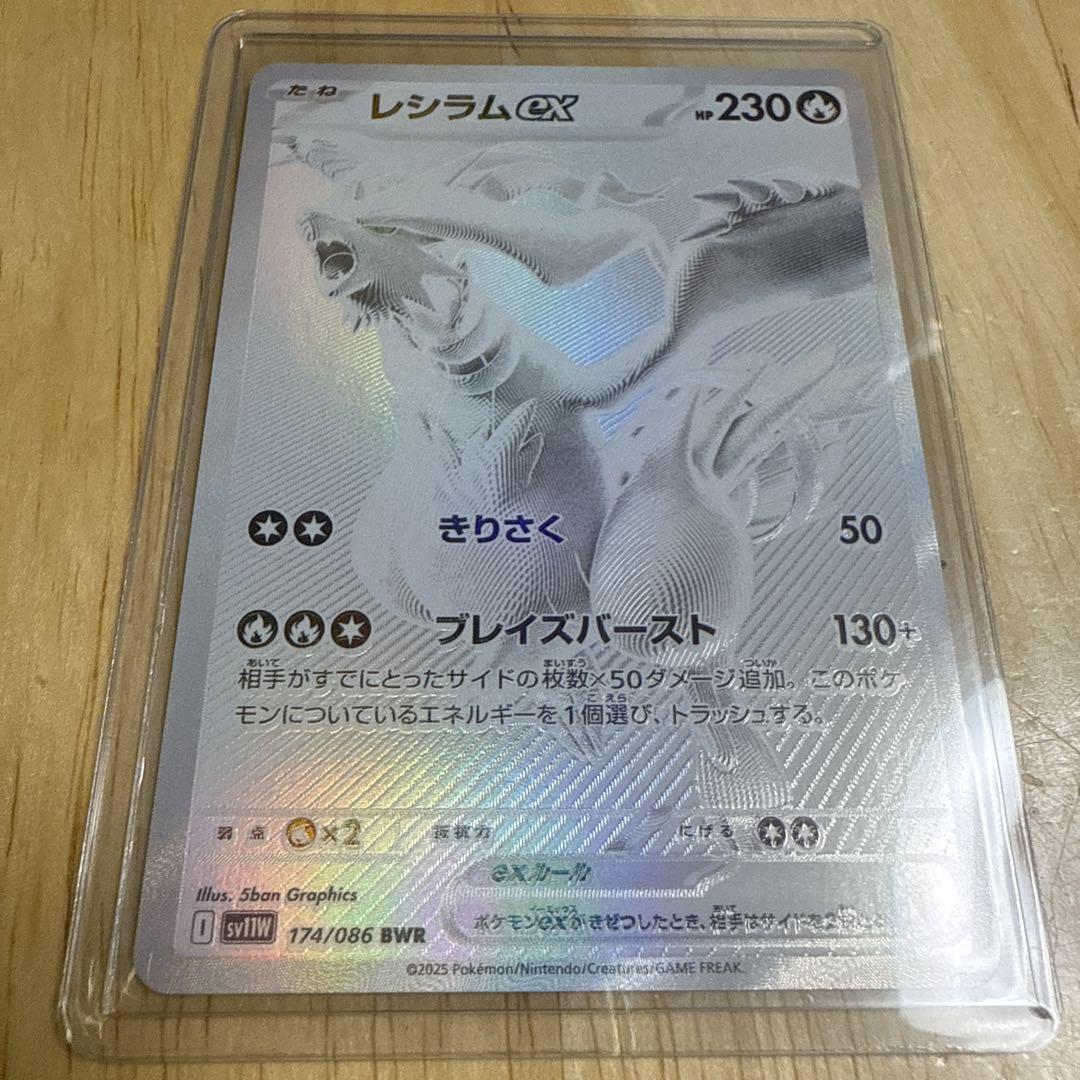 たね レシラムex HP230
きりさく 50
ブレイズバースト 130+
相手がすでにとったサイドの枚数×50ダメージ追加。このポケ
モンについているエネルギーを1個選び、トラッシュする。
弱点 ×2 抵抗力 にげる
exルール
ポケモンexがきぜつしたとき、相手はサイドを
Illus. 5ban Graphics
I sv11W 174/086 BWR
©2025 Pokémon/Nintendo/Creatures/GAME FREAK.